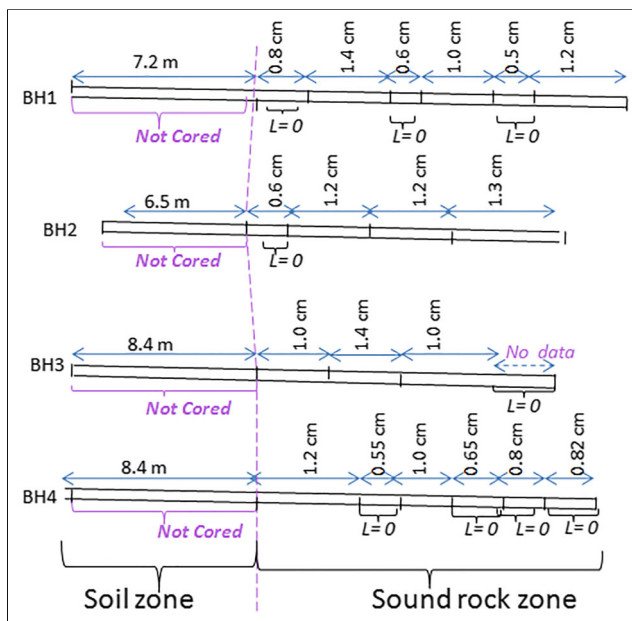 7.2 m 0.8 cm 1.4 cm 0.6 cm 1.0 cm 0.5 cm 1.2 cm
BH1
Not Cored L= 0 L= 0 L= 0
6.5 m 0.6 cm 1.2 cm 1.2 cm 1.3 cm
BH2
Not Cored L= 0
8.4 m 1.0 cm 1.4 cm 1.0 cm No data
BH3
Not Cored L= 0
8.4 m 1.2 cm 0.55 cm 1.0 cm 0.65 cm 0.8 cm 0.82 cm
BH4
Not Cored L= 0 L= 0 L= 0 L= 0
Soil zone Sound rock zone